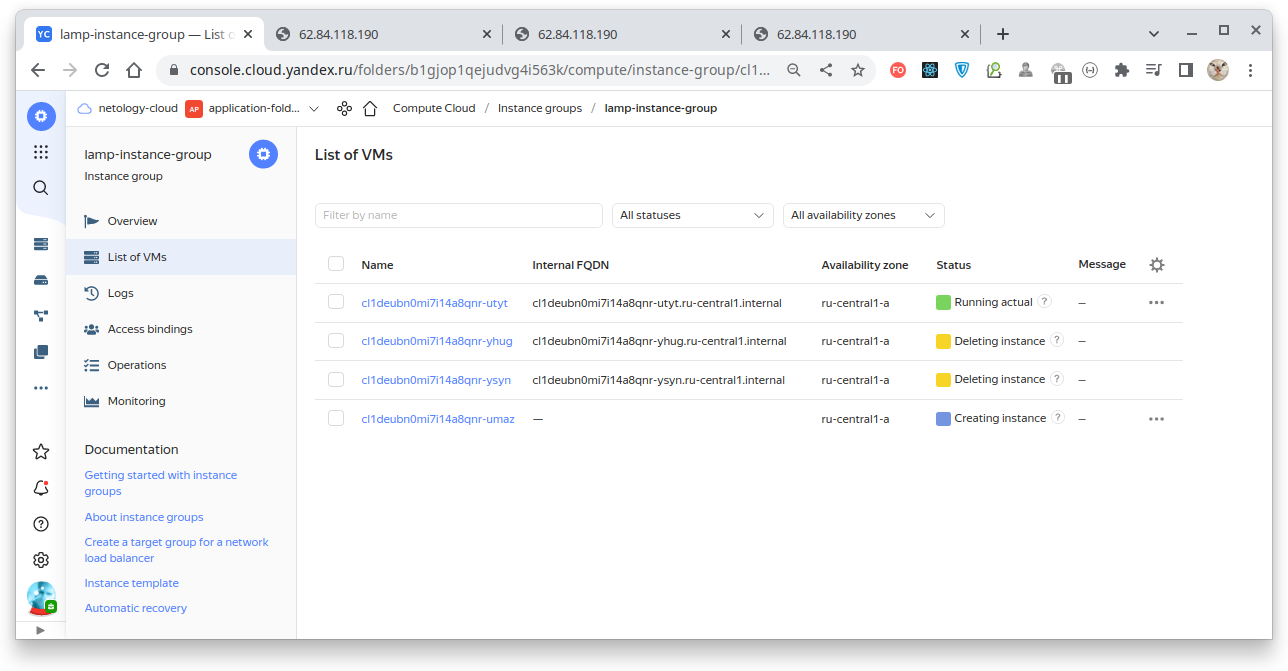 YC lamp-instance-group — List o
62.84.118.190
62.84.118.190
62.84.118.190
console.cloud.yandex.ru/folders/b1gjop1qejudvg4i563k/compute/instance-group/cl1...
FO
netology-cloud AP application-fold... Compute Cloud / Instance groups / lamp-instance-group
lamp-instance-group
Instance group
Overview
List of VMs
Logs
Access bindings
Operations
Monitoring
Documentation
Getting started with instance
groups
About instance groups
Create a target group for a network
load balancer
Instance template
Automatic recovery
List of VMs
Filter by name All statuses All availability zones
Name Internal FQDN Availability zone Status Message
cl1deubn0mi7i14a8qnr-utyt cl1deubn0mi7i14a8qnr-utyt.ru-central1.internal ru-central1-a Running actual ? —
cl1deubn0mi7i14a8qnr-yhug cl1deubn0mi7i14a8qnr-yhug.ru-central1.internal ru-central1-a Deleting instance ? —
cl1deubn0mi7i14a8qnr-ysyn cl1deubn0mi7i14a8qnr-ysyn.ru-central1.internal ru-central1-a Deleting instance ? —
cl1deubn0mi7i14a8qnr-umaz — ru-central1-a Creating instance ? —